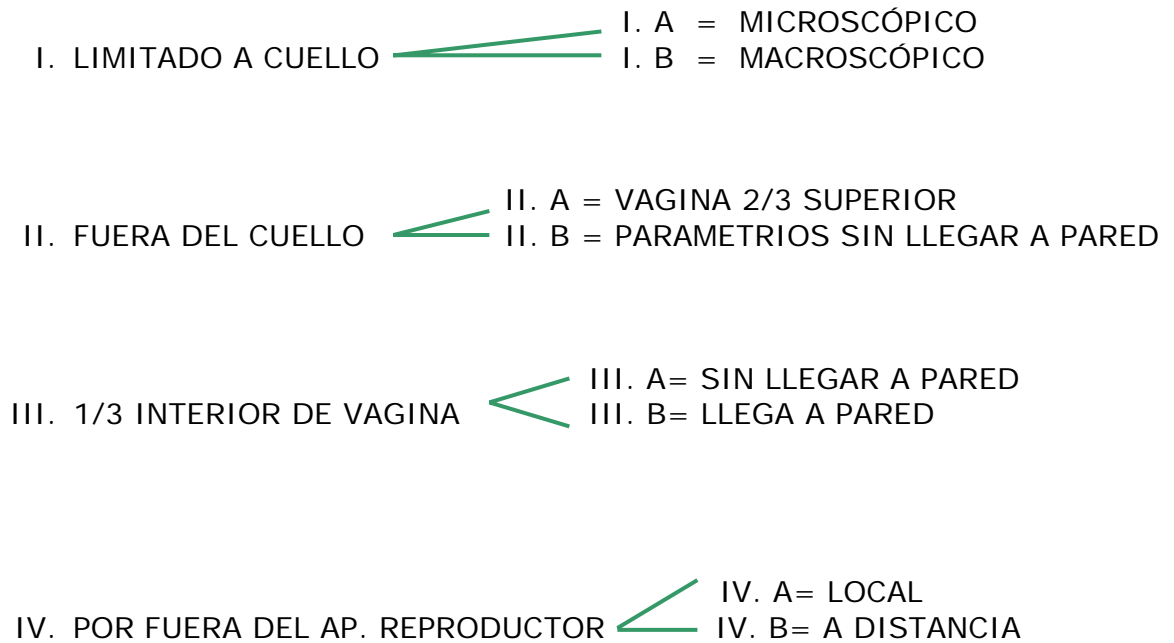 I. A = MICROSCÓPICO
I. LIMITADO A CUELLO I. B = MACROSCÓPICO
II. A = VAGINA 2/3 SUPERIOR
II. FUERA DEL CUELLO II. B = PARAMETRIOS SIN LLEGAR A PARED
III. A= SIN LLEGAR A PARED
III. 1/3 INTERIOR DE VAGINA III. B= LLEGA A PARED
IV. A= LOCAL
IV. POR FUERA DEL AP. REPRODUCTOR IV. B= A DISTANCIA